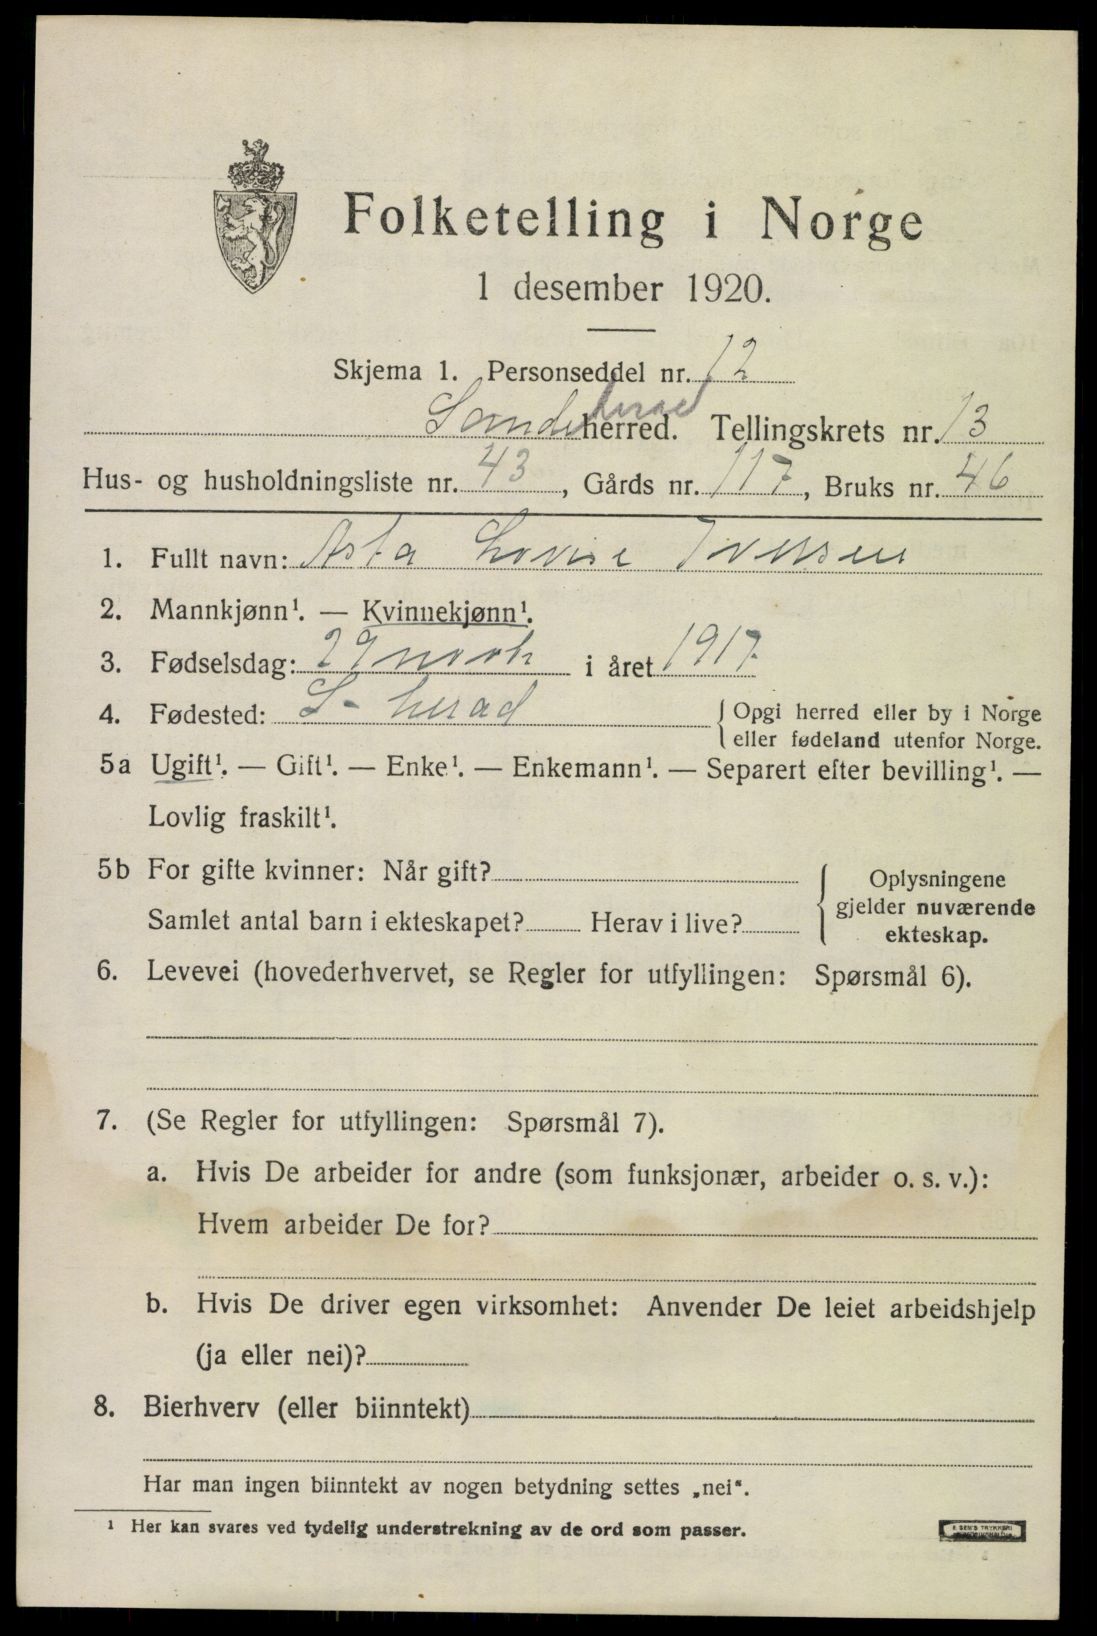 Folketelling i Norge
1 desember 1920.
Skjema 1. Personseddel nr. 12
Sandeherred. herad Tellingskrets nr. 13
Hus- og husholdningsliste nr. 43, Gårds nr. 117, Bruks nr. 46
1. Fullt navn: Asta Lovise Iversen
2. Mannkjønn¹. — Kvinnekjønn¹.
3. Fødselsdag: 29 novbr i året 1917
4. Fødested: S-herad
Opgi herred eller by i Norge
eller fødeland utenfor Norge.
5a Ugift¹. — Gift¹. — Enke¹. — Enkemann¹. — Separert efter bevilling¹. —
Lovlig fraskilt¹.
5b For gifte kvinner: Når gift?
Samlet antal barn i ekteskapet? Herav i live?
Oplysningene
gjelder nuværende
ekteskap.
6. Levevei (hovederhvervet, se Regler for utfyllingen: Spørsmål 6).
7. (Se Regler for utfyllingen: Spørsmål 7).
a. Hvis De arbeider for andre (som funksjonær, arbeider o. s. v.):
Hvem arbeider De for?
b. Hvis De driver egen virksomhet: Anvender De leiet arbeidshjelp
(ja eller nei)?
8. Bierhverv (eller biinntekt)
Har man ingen biinntekt av nogen betydning settes „nei“.
¹ Her kan svares ved tydelig understrekning av de ord som passer.